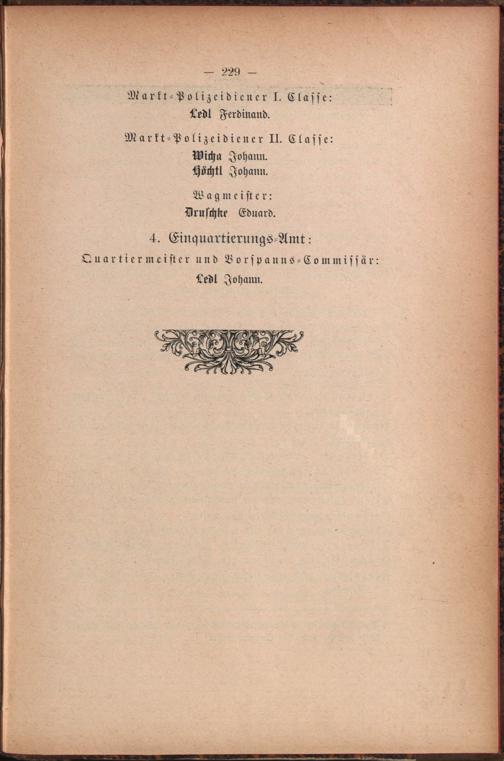 — 229 —
Markt-Polizeidiener I. Classe:
Ledl Ferdinand.
Markt-Polizeidiener II. Classe:
Wicha Johann.
Höchtl Johann.
Wagmeister:
Druschke Eduard.
4. Einquartierungs-Amt:
Quartiermeister und Vorspanns-Commissär:
Ledl Johann.